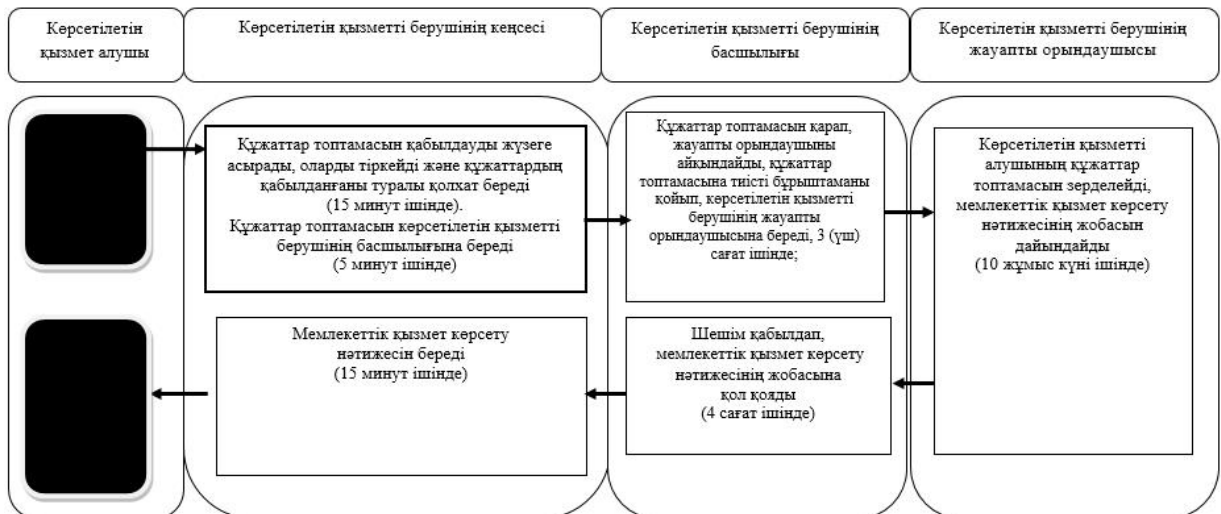 Көрсетілетін
қызмет алушы
Көрсетілетін қызметті берушінің кеңсесі
Көрсетілетін қызметті берушінің
басшылығы
Көрсетілетін қызметті берушінің
жауапты орындаушысы
Құжаттар топтамасын қабылдауды жүзеге
асырады, оларды тіркейді және құжаттардың
қабылданғаны туралы қолхат береді
(15 минут ішінде).
Құжаттар топтамасын көрсетілетін қызметті
берушінің басшылығына береді
(5 минут ішінде)
Құжаттар топтамасын қарап,
жауапты орындаушыны
айқындайды, құжаттар
топтамасына тиісті бұрыштаманы
қойып, көрсетілетін қызметті
берушінің жауапты
орындаушысына береді, 3 (үш)
сағат ішінде;
Көрсетілетін қызметті
алушының құжаттар
топтамасын зерделейді,
мемлекеттік қызмет көрсету
нәтижесінің жобасын
дайындайды
(10 жұмыс күні ішінде)
Мемлекеттік қызмет көрсету
нәтижесін береді
(15 минут ішінде)
Шешім қабылдап,
мемлекеттік қызмет көрсету
нәтижесінің жобасына
қол қояды
(4 сағат ішінде)